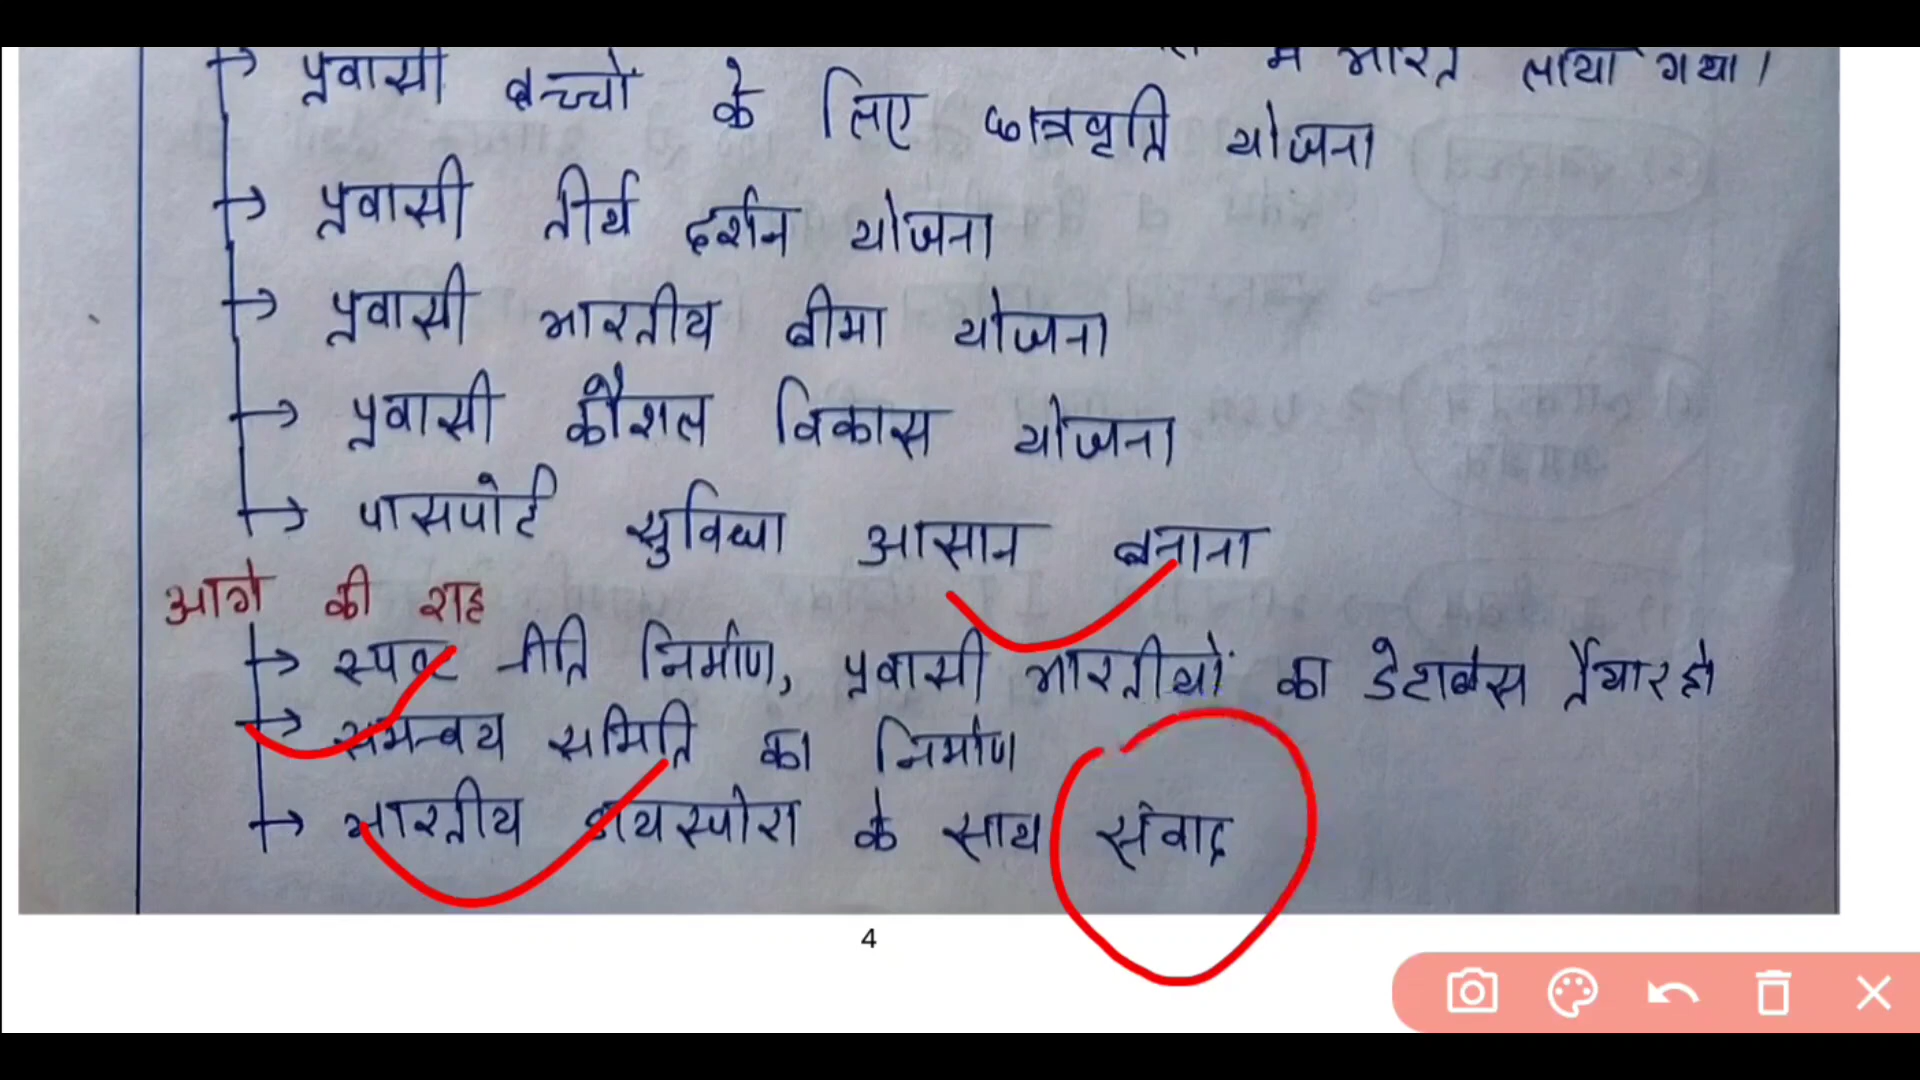 में भारत लाया गया।
→ प्रवासी बच्चों के लिए छात्रवृत्ति योजना
→ प्रवासी तीर्थ दर्शन योजना
→ प्रवासी भारतीय बीमा योजना
→ प्रवासी कौशल विकास योजना
→ पासपोर्ट सुविधा आसान बनाना
आगे की राह
→ स्पष्ट नीति निर्माण, प्रवासी भारतीयों का डेटाबेस तैयार हो
→ समन्वय समिति का निर्माण
→ भारतीय डायस्पोरा के साथ संवाद
4